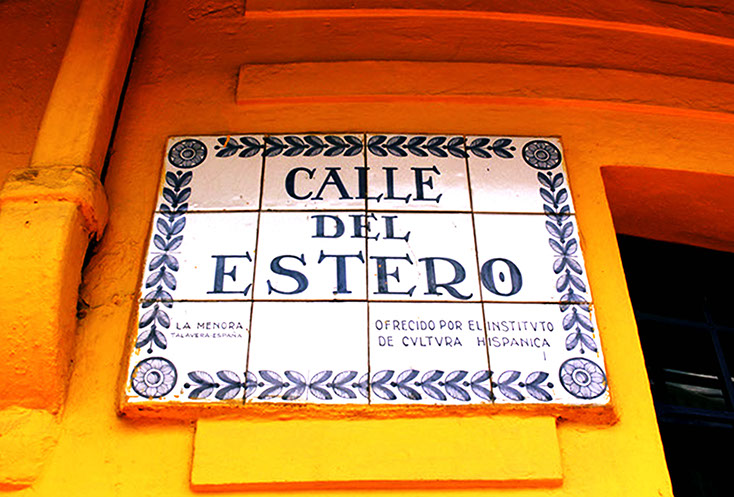 CALLE
DEL
ESTERO
LA MENORA,
TALAVERA-ESPAÑA
OFRECIDO POR EL INSTITVTO
DE CVLTVRA HISPANICA